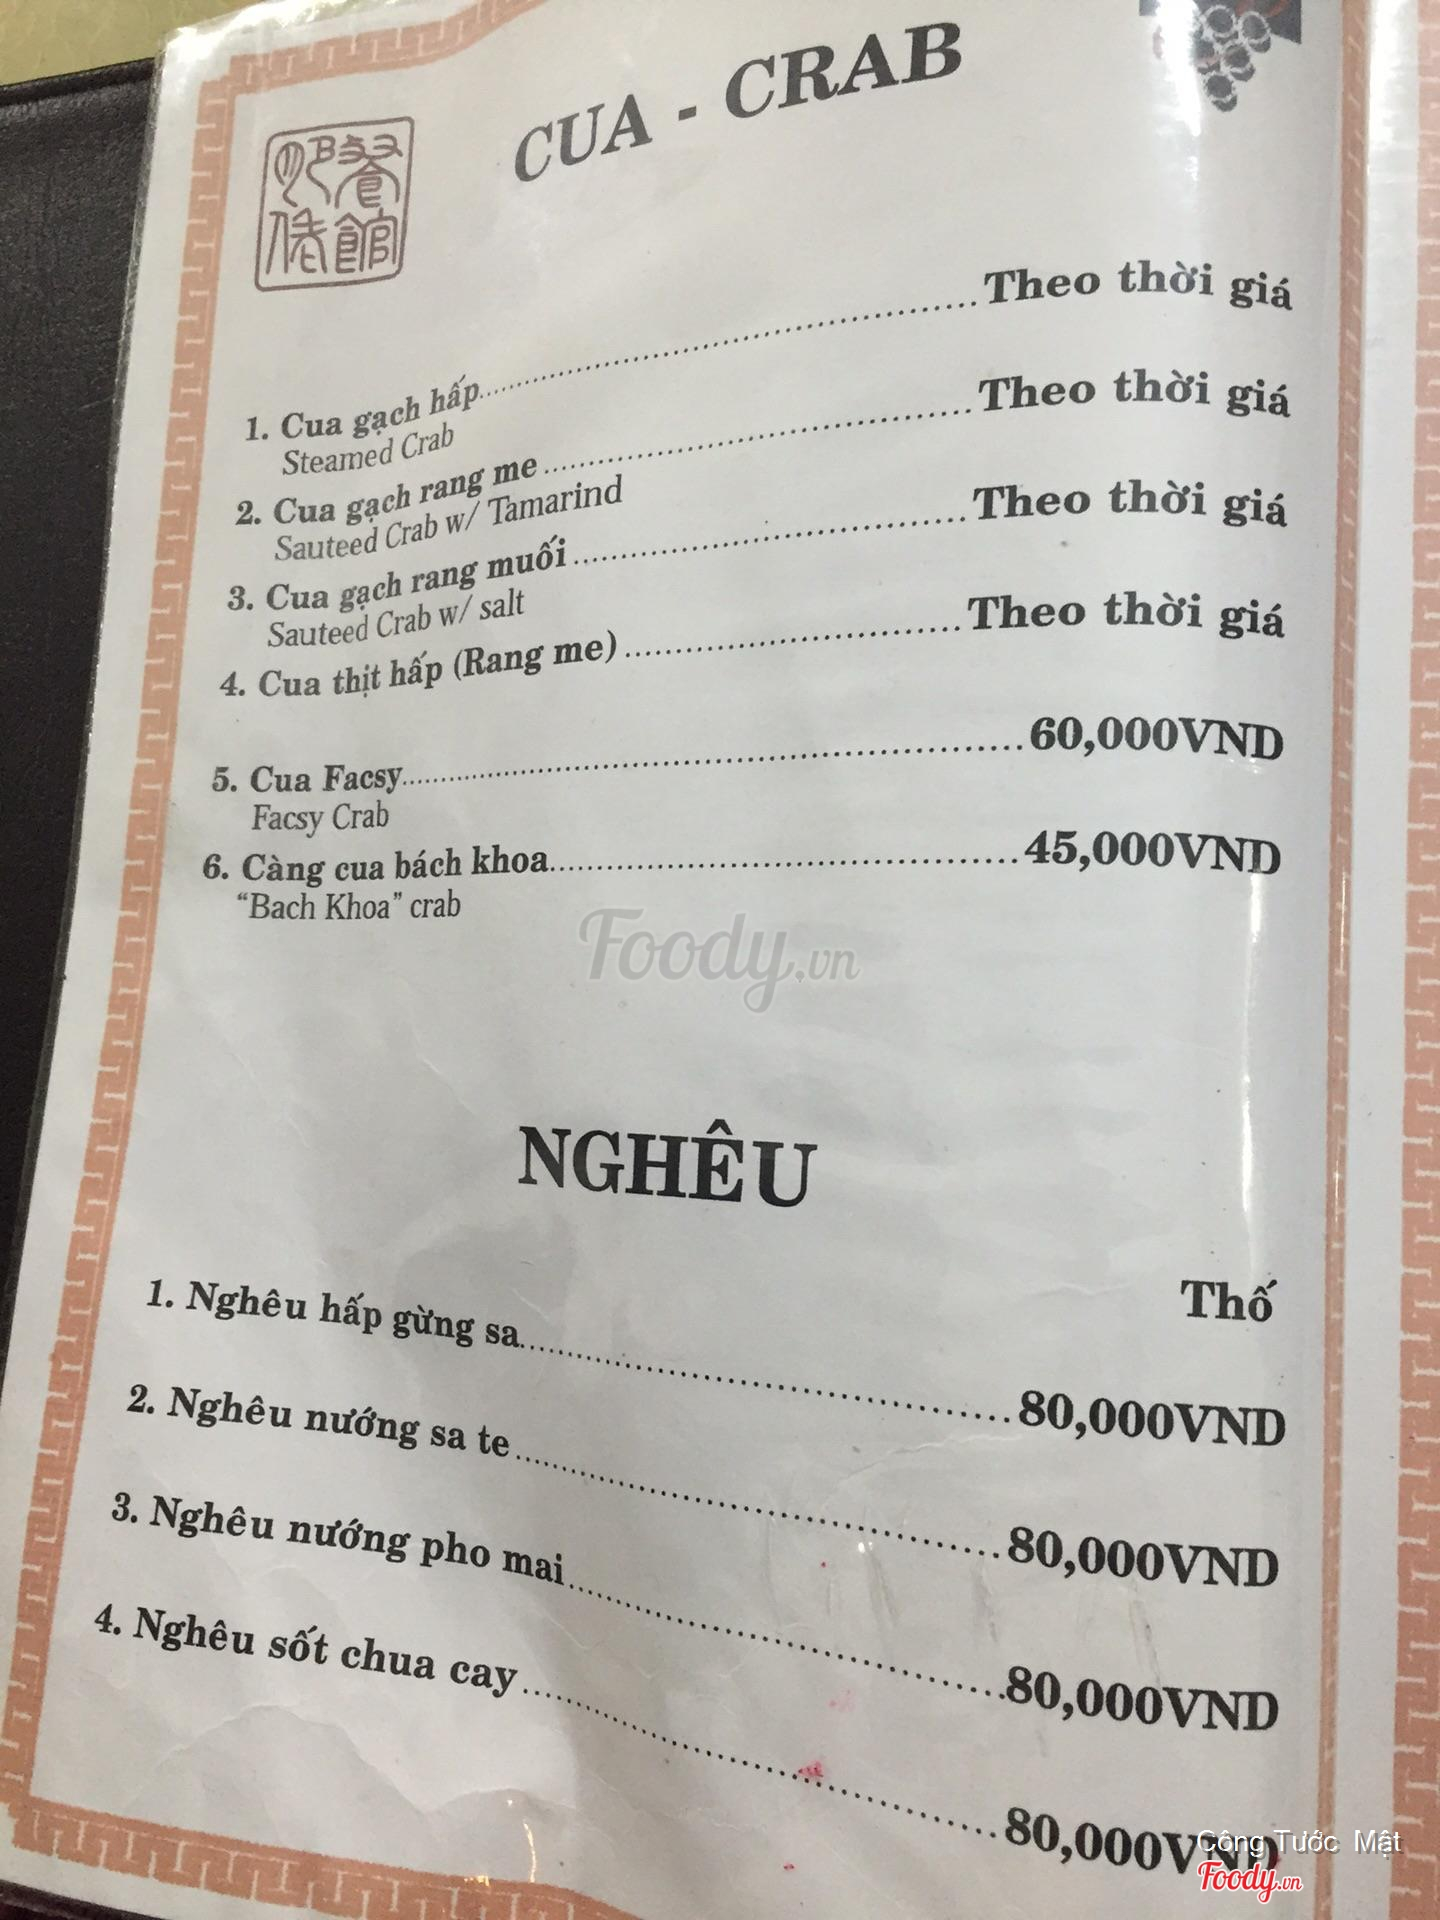 CUA - CRAB
餐館
1. Cua gạch hấp Theo thời giá
Steamed Crab
2. Cua gạch rang me Theo thời giá
Sauteed Crab w/ Tamarind
3. Cua gạch rang muối Theo thời giá
Sauteed Crab w/ salt
4. Cua thịt hấp (Rang me) Theo thời giá
5. Cua Facsy 60,000VND
Facsy Crab
6. Càng cua bách khoa 45,000VND
“Bach Khoa” crab
Foody.vn
NGHÊU
Thố
1. Nghêu hấp gừng sa 80,000VND
2. Nghêu nướng sa te 80,000VND
3. Nghêu nướng pho mai 80,000VND
4. Nghêu sốt chua cay 80,000VND
Công Tước Mật
Foody.vn